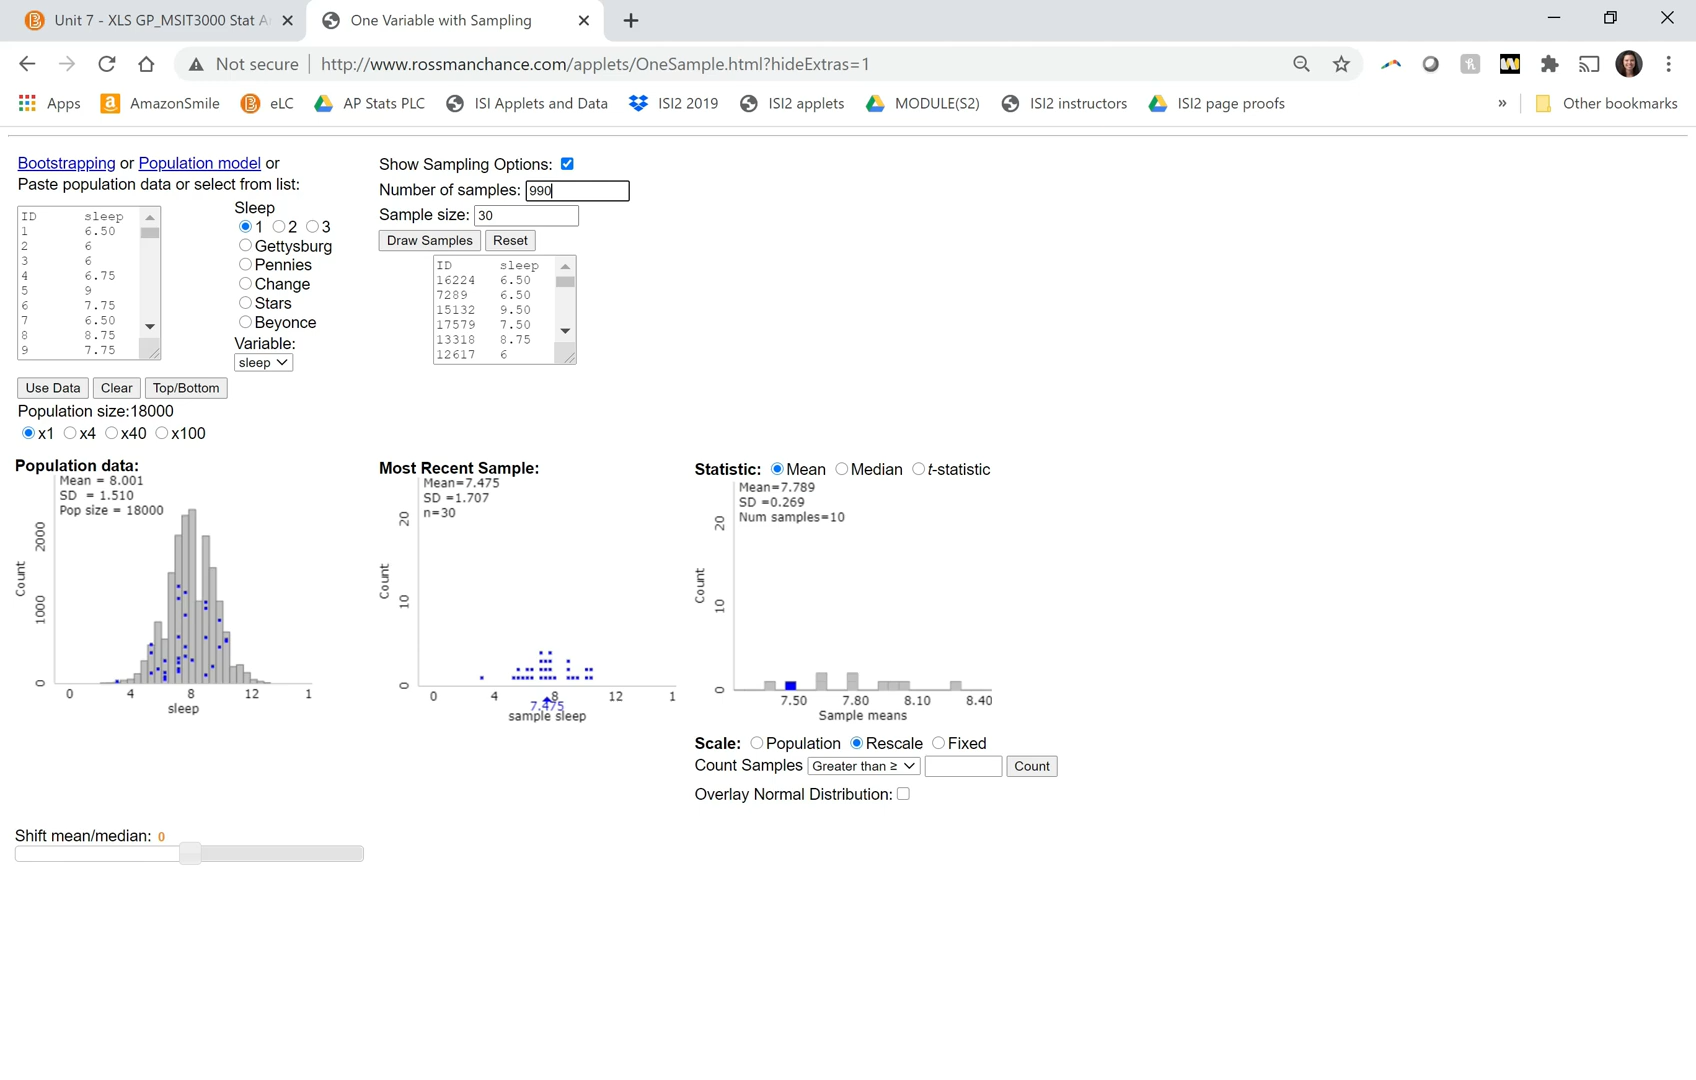 Unit 7 - XLS GP_MSIT3000 Stat A
One Variable with Sampling
Not secure
http://www.rossmanchance.com/applets/OneSample.html?hideExtras=1
Apps
AmazonSmile
eLC
AP Stats PLC
ISI Applets and Data
ISI2 2019
ISI2 applets
MODULE(S2)
ISI2 instructors
ISI2 page proofs
»
Other bookmarks
Bootstrapping or Population model or
Paste population data or select from list:
ID sleep
1 6.50
2 6
3 6
4 6.75
5 9
6 7.75
7 6.50
8 8.75
9 7.75
Sleep
1 2 3
Gettysburg
Pennies
Change
Stars
Beyonce
Variable:
sleep
Use Data Clear Top/Bottom
Population size:18000
x1 x4 x40 x100
Show Sampling Options:
Number of samples: 990
Sample size: 30
Draw Samples Reset
ID sleep
16224 6.50
7289 6.50
15132 9.50
17579 7.50
13318 8.75
12617 6
Population data:
Mean = 8.001
SD = 1.510
Pop size = 18000
Count
2000
1000
0
0 4 8 12 1
sleep
Most Recent Sample:
Mean=7.475
SD =1.707
n=30
Count
20
10
0
0 4 8 12 1
7.475
sample sleep
Statistic: Mean Median t-statistic
Mean=7.789
SD =0.269
Num samples=10
Count
20
10
0
7.50 7.80 8.10 8.40
Sample means
Scale: Population Rescale Fixed
Count Samples Greater than ≥ Count
Overlay Normal Distribution:
Shift mean/median: 0